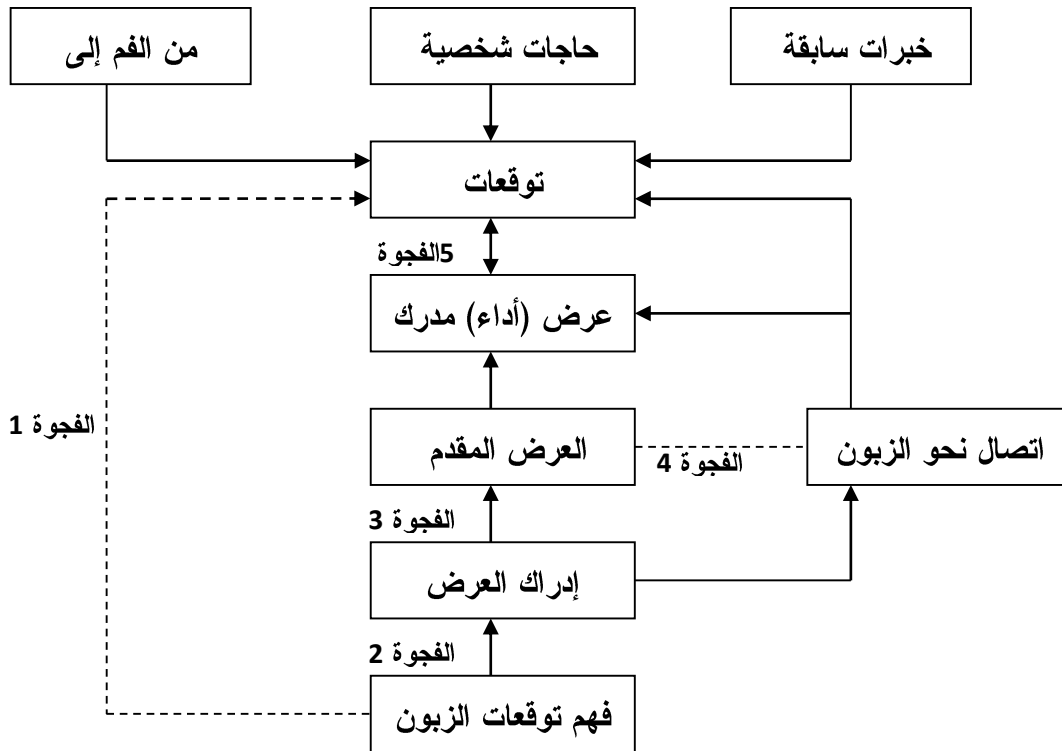 خبرات سابقة
حاجات شخصية
من الفم إلى
توقعات
الفجوة5
عرض (أداء) مدرك
اتصال نحو الزبون
الفجوة 4
العرض المقدم
الفجوة 1
الفجوة 3
إدراك العرض
الفجوة 2
فهم توقعات الزبون